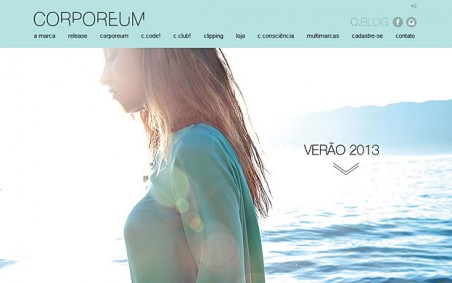 CORPOREUM
C.BLOG
a marca release corporeum c.code! c.club! clipping loja c.consciência multimarcas cadastre-se contato
VERÃO 2013